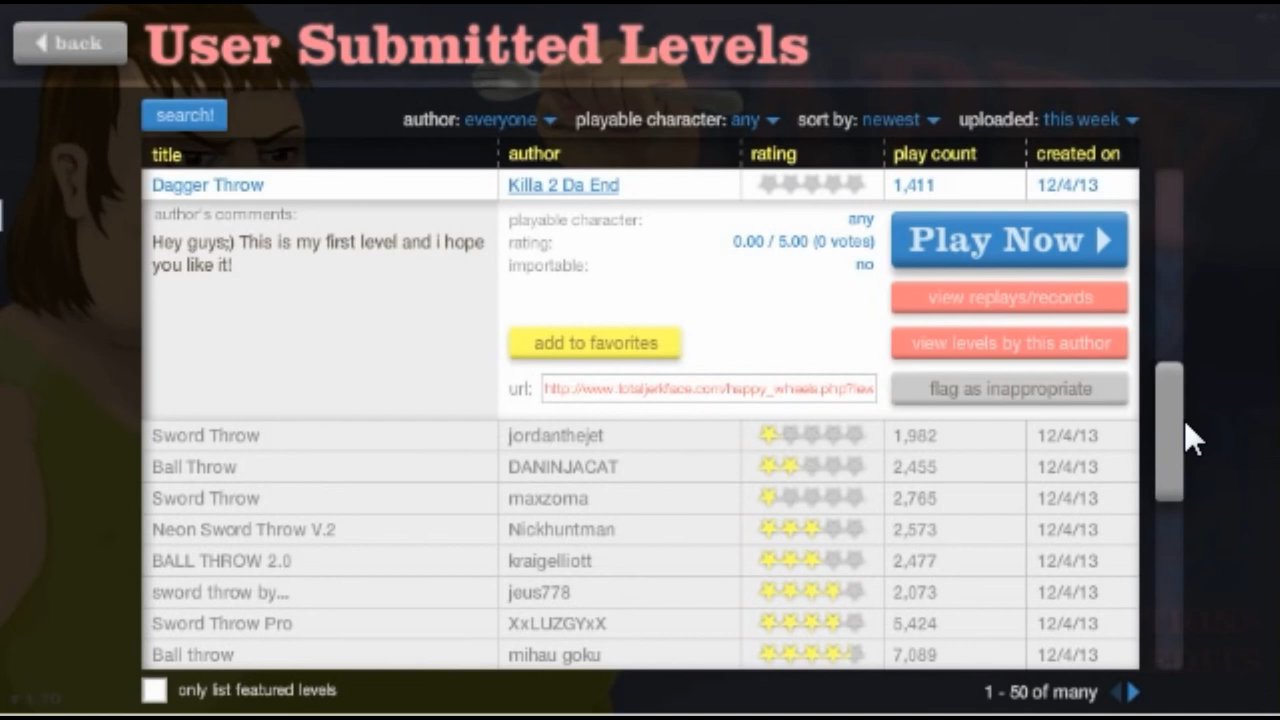 back
User Submitted Levels
search!
author: everyone playable character: any sort by: newest uploaded: this week
title author rating play count created on
Dagger Throw Killa 2 Da End 1,411 12/4/13
author's comments:
Hey guys;) This is my first level and i hope
you like it!
playable character: any
rating: 0.00 / 5.00 (0 votes)
importable: no
add to favorites
url: http://www.totaljerkface.com/happy_wheels.php?lev
Play Now
view replays/records
view levels by this author
flag as inappropriate
Sword Throw jordanthejet 1,982 12/4/13
Ball Throw DANINJACAT 2,455 12/4/13
Sword Throw maxzoma 2,765 12/4/13
Neon Sword Throw V.2 Nickhuntman 2,573 12/4/13
BALL THROW 2.0 kraigelliott 2,477 12/4/13
sword throw by... jeus778 2,073 12/4/13
Sword Throw Pro XxLUZGYxX 5,424 12/4/13
Ball throw mihau goku 7,089 12/4/13
only list featured levels
1 - 50 of many